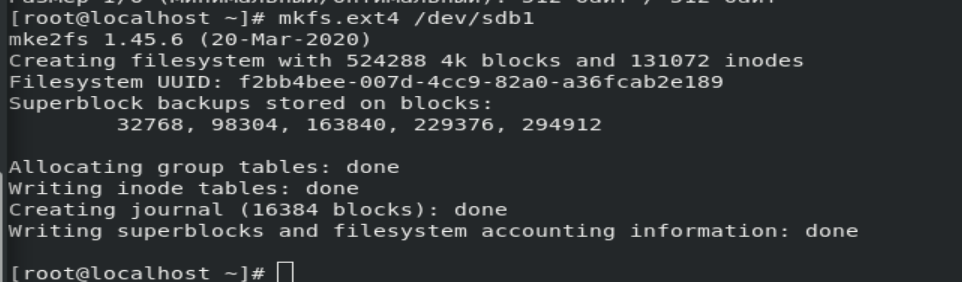 [root@localhost ~]# mkfs.ext4 /dev/sdb1
mke2fs 1.45.6 (20-Mar-2020)
Creating filesystem with 524288 4k blocks and 131072 inodes
Filesystem UUID: f2bb4bee-007d-4cc9-82a0-a36fcab2e189
Superblock backups stored on blocks:
32768, 98304, 163840, 229376, 294912
Allocating group tables: done
Writing inode tables: done
Creating journal (16384 blocks): done
Writing superblocks and filesystem accounting information: done
[root@localhost ~]#